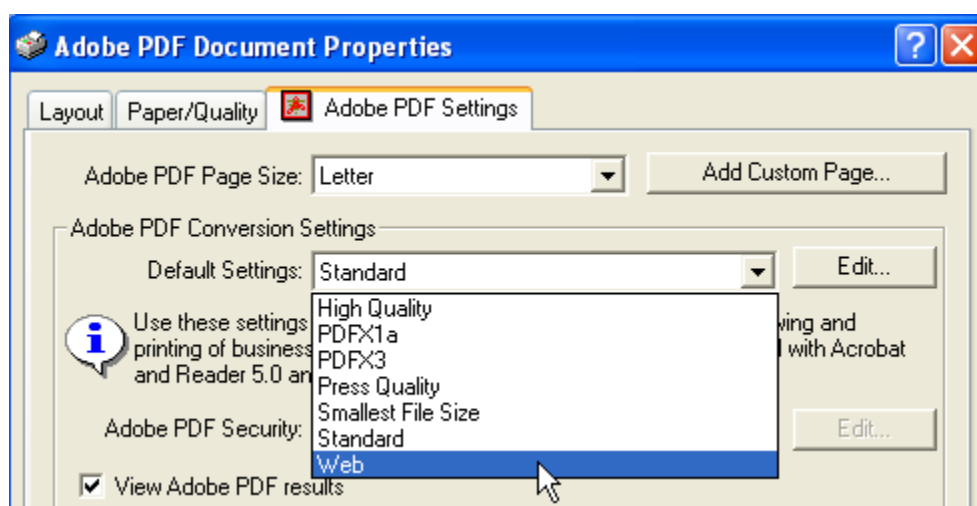 Adobe PDF Document Properties
Layout Paper/Quality Adobe PDF Settings
Adobe PDF Page Size: Letter Add Custom Page...
Adobe PDF Conversion Settings
Default Settings: Standard Edit...
High Quality
PDFX1a
PDFX3
Press Quality
Smallest File Size
Standard
Web
Use these settings ving and
printing of business with Acrobat
and Reader 5.0 an
Adobe PDF Security: Edit...
View Adobe PDF results